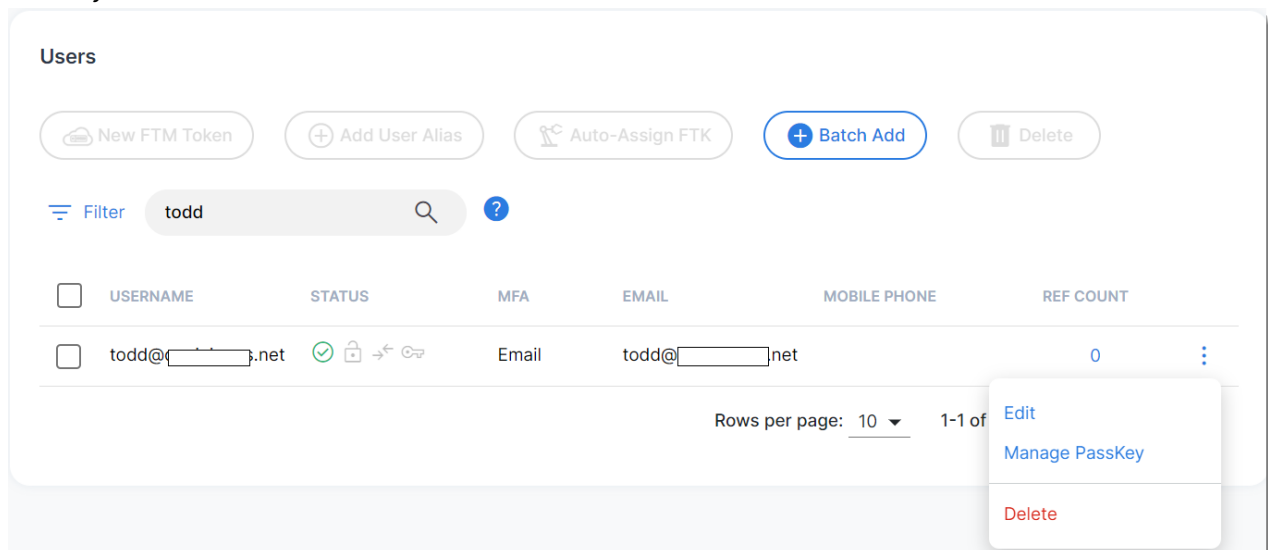 Users
New FTM Token Add User Alias Auto-Assign FTK Batch Add Delete
Filter todd ?
USERNAME STATUS MFA EMAIL MOBILE PHONE REF COUNT
todd@ .net Email todd@ .net 0
Rows per page: 10 1-1 of
Edit
Manage PassKey
Delete